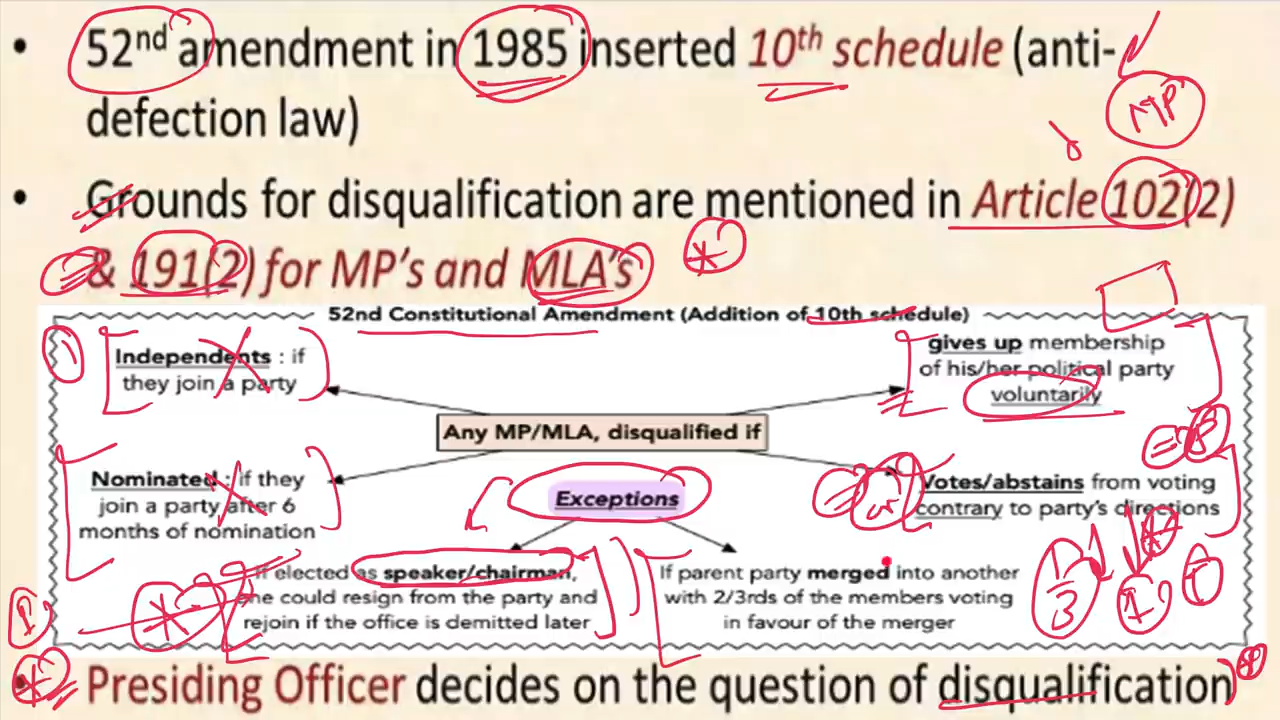 • 52nd amendment in 1985 inserted 10th schedule (anti-
defection law)
MP
• Grounds for disqualification are mentioned in Article 102(2)
& 191(2) for MP's and MLA's
52nd Constitutional Amendment (Addition of 10th schedule)
Independents : if
they join a party
gives up membership
of his/her political party
voluntarily
Any MP/MLA, disqualified if
Nominated : if they
join a party after 6
months of nomination
Exceptions
Votes/abstains from voting
contrary to party's directions
If elected as speaker/chairman,
one could resign from the party and
rejoin if the office is demitted later
If parent party merged into another
with 2/3rds of the members voting
in favour of the merger
1/3
Presiding Officer decides on the question of disqualification